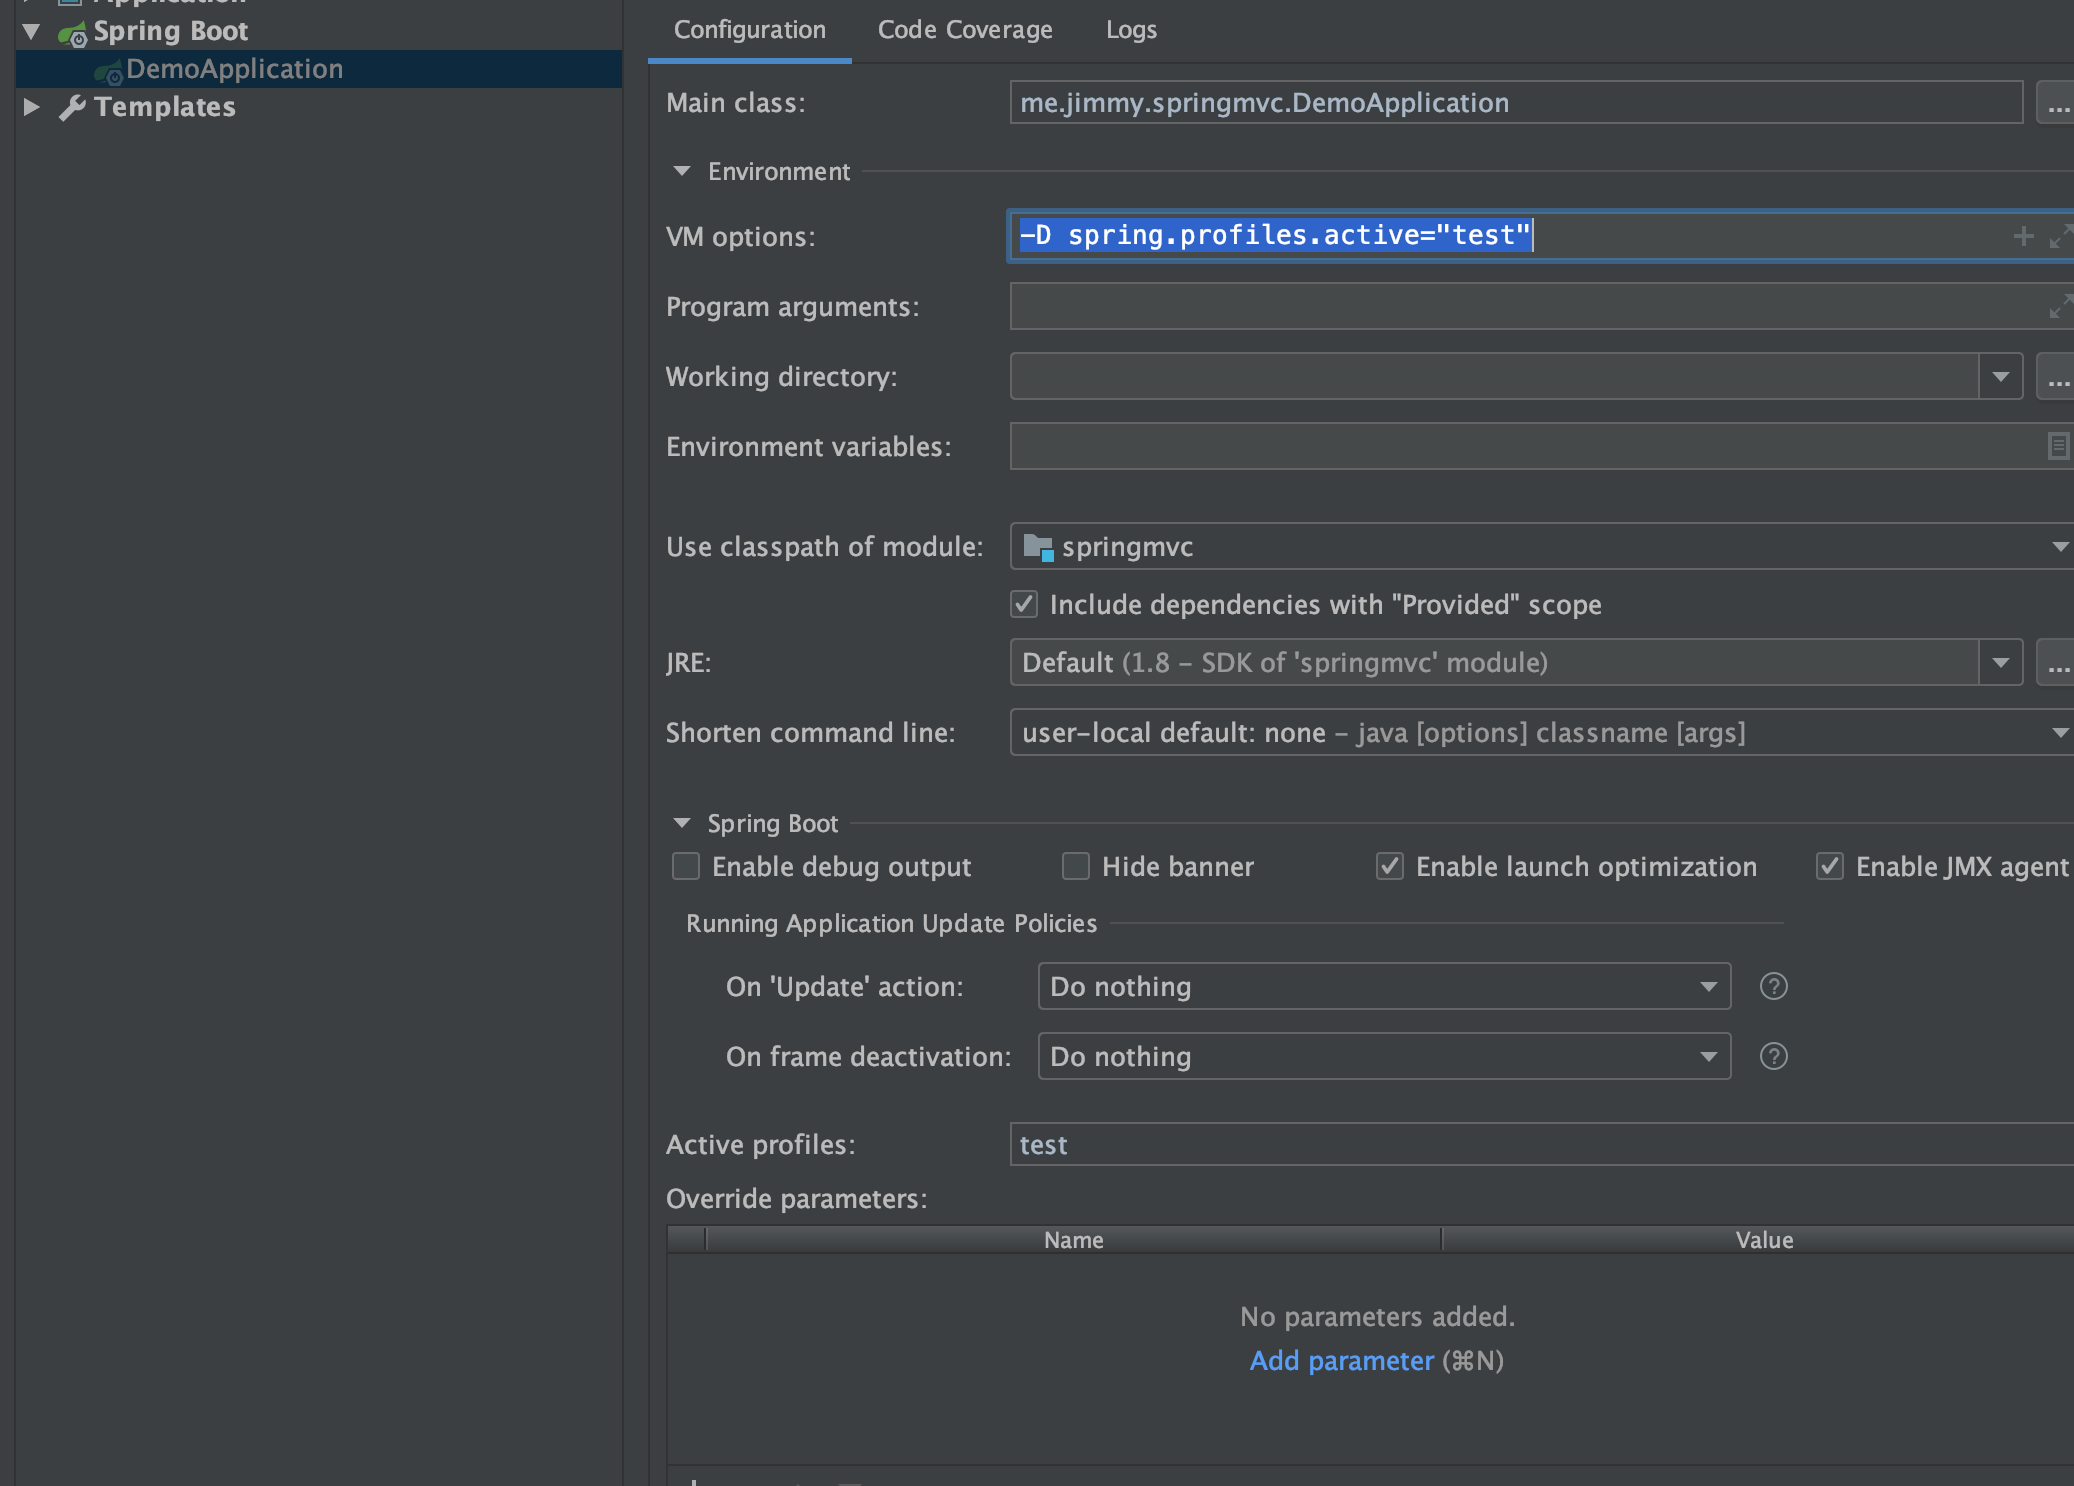 Application
Spring Boot
DemoApplication
Templates
Configuration Code Coverage Logs
Main class: me.jimmy.springmvc.DemoApplication ...
Environment
VM options: -D spring.profiles.active="test"
Program arguments:
Working directory: ...
Environment variables:
Use classpath of module: springmvc
Include dependencies with "Provided" scope
JRE: Default (1.8 – SDK of 'springmvc' module) ...
Shorten command line: user-local default: none – java [options] classname [args]
Spring Boot
Enable debug output Hide banner Enable launch optimization Enable JMX agent
Running Application Update Policies
On 'Update' action: Do nothing ?
On frame deactivation: Do nothing ?
Active profiles: test
Override parameters:
Name Value
No parameters added.
Add parameter (⌘N)